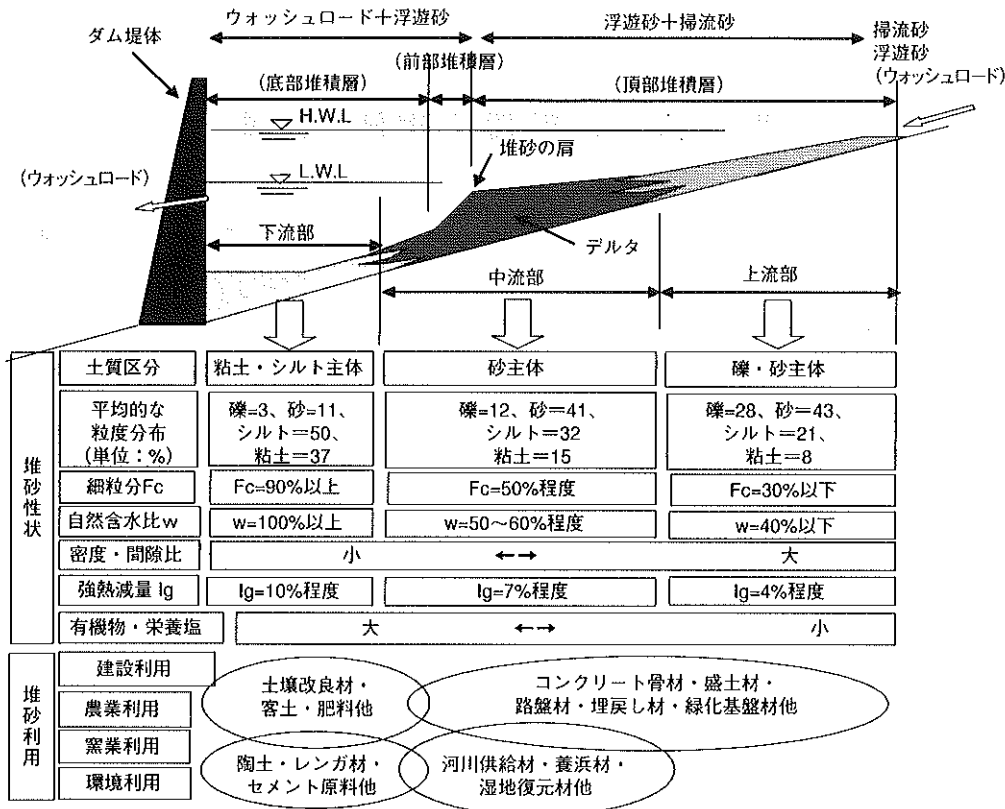 ウォッシュロード＋浮遊砂
浮遊砂＋掃流砂
ダム堤体
掃流砂
浮遊砂
(ウォッシュロード)
(前部堆積層)
(底部堆積層)
(頂部堆積層)
H.W.L
堆砂の肩
L.W.L
(ウォッシュロード)
下流部
デルタ
中流部
上流部
堆砂性状
土質区分
粘土・シルト主体
砂主体
礫・砂主体
平均的な
粒度分布
(単位：%)
礫=3、砂=11、
シルト=50、
粘土=37
礫=12、砂=41、
シルト=32
粘土=15
礫=28、砂=43、
シルト=21、
粘土=8
細粒分Fc
Fc=90%以上
Fc=50%程度
Fc=30%以下
自然含水比w
w=100%以上
w=50～60%程度
w=40%以下
密度・間隙比
小
←→
大
強熱減量 Ig
Ig=10%程度
Ig=7%程度
Ig=4%程度
有機物・栄養塩
大
←→
小
堆砂利用
建設利用
農業利用
窯業利用
環境利用
土壌改良材・
客土・肥料他
コンクリート骨材・盛土材・
路盤材・埋戻し材・緑化基盤材他
陶土・レンガ材・
セメント原料他
河川供給材・養浜材・
湿地復元材他